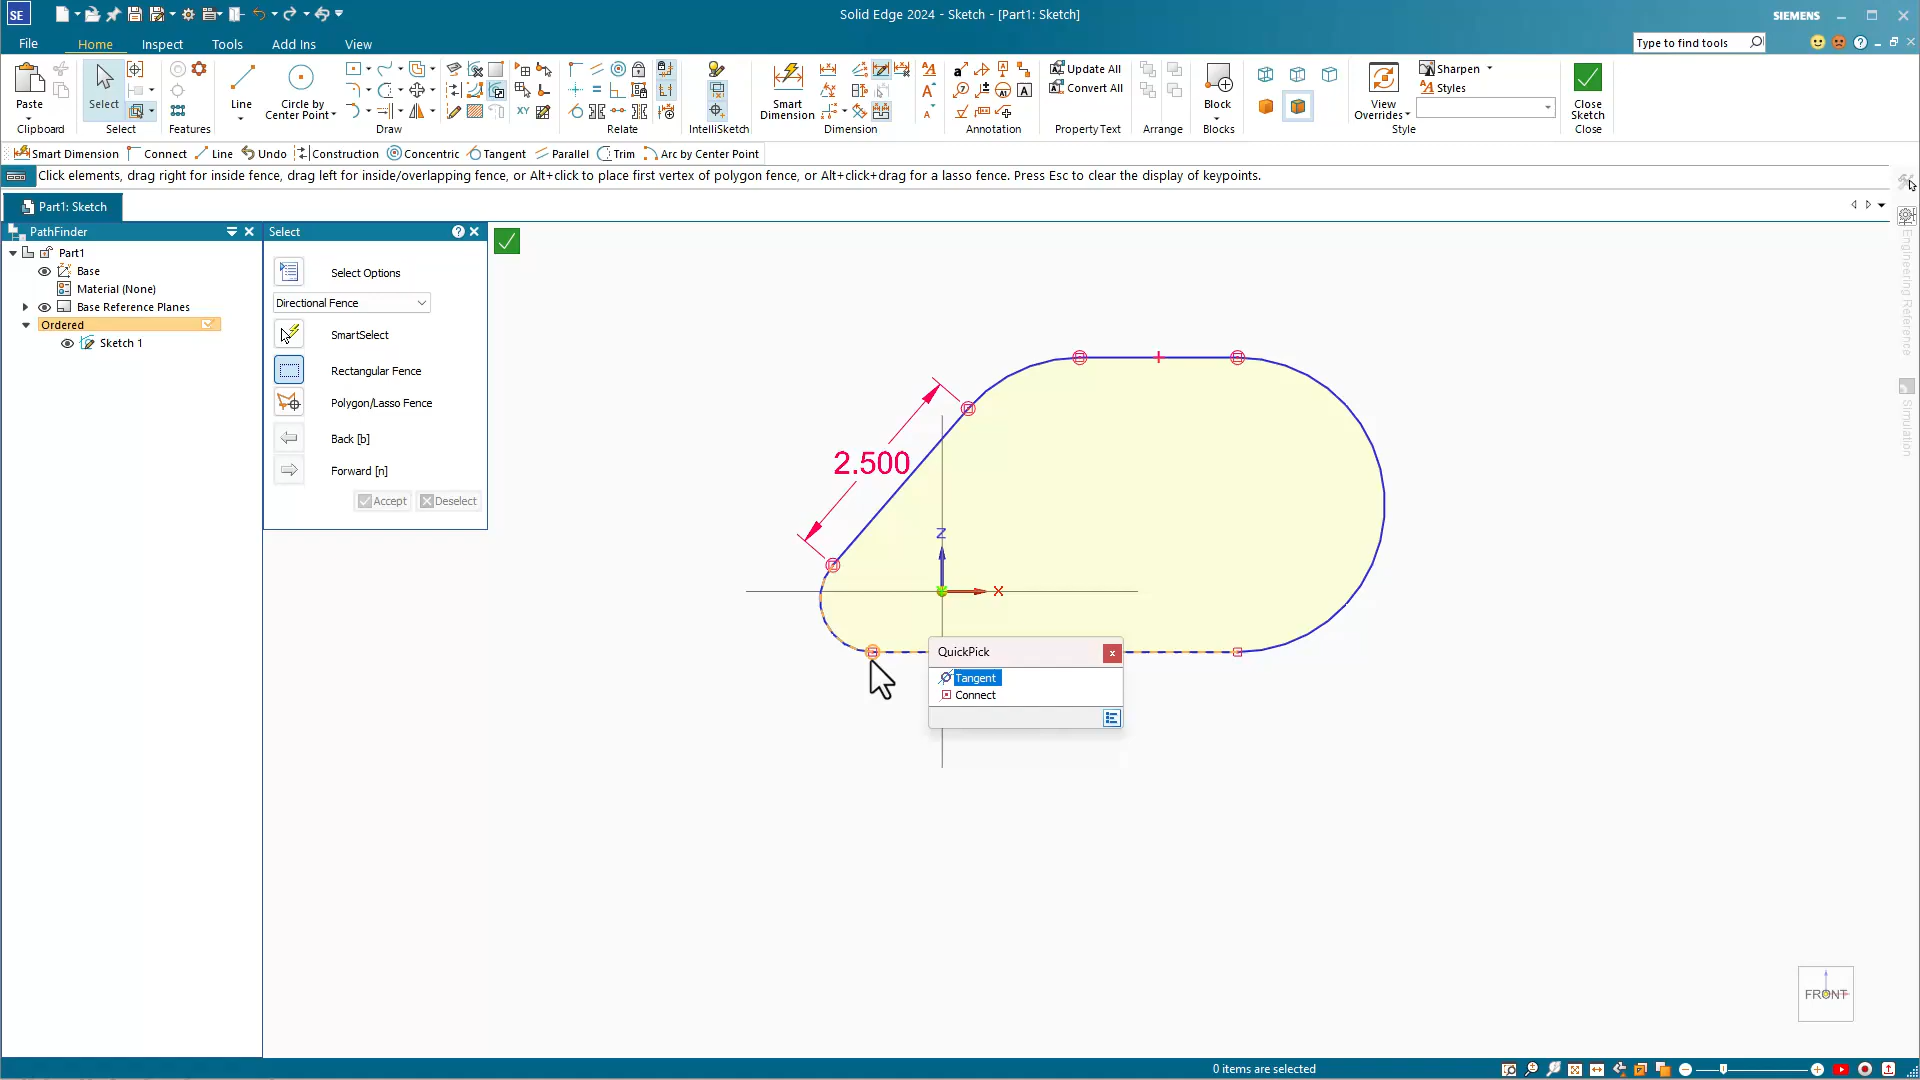 SE
Solid Edge 2024 - Sketch - [Part1: Sketch]
SIEMENS
File
Home
Inspect
Tools
Add Ins
View
Type to find tools
Paste
Clipboard
Select
Select
Features
Line
Circle by
Center Point
Draw
XY
Relate
IntelliSketch
Smart
Dimension
Dimension
Annotation
Update All
Convert All
PropertyText
Arrange
Block
Blocks
View
Overrides
Sharpen
Styles
Style
Close
Sketch
Close
Smart Dimension
Connect
Line
Undo
Construction
Concentric
Tangent
Parallel
Trim
Arc by Center Point
Click elements, drag right for inside fence, drag left for inside/overlapping fence, or Alt+click to place first vertex of polygon fence, or Alt+click+drag for a lasso fence. Press Esc to clear the display of keypoints.
Part1: Sketch
PathFinder
Part1
Base
Material (None)
Base Reference Planes
Ordered
Sketch 1
Select
Select Options
Directional Fence
SmartSelect
Rectangular Fence
Polygon/Lasso Fence
Back [b]
Forward [n]
Accept
Deselect
2.500
Z
X
QuickPick
x
Tangent
Connect
Engineering Reference
Simulation
FRONT
0 items are selected